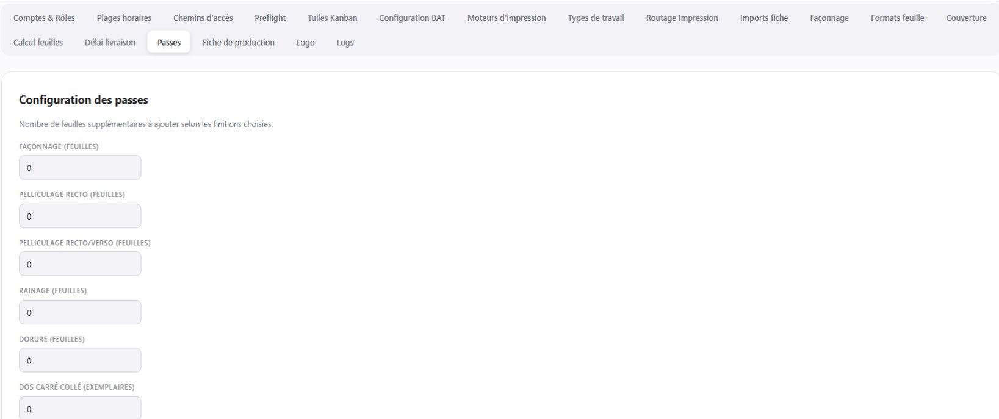 Comptes & Rôles Plages horaires Chemins d'accès Preflight Tuiles Kanban Configuration BAT Moteurs d'impression Types de travail Routage Impression Imports fiche Façonnage Formats feuille Couverture
Calcul feuilles Délai livraison Passes Fiche de production Logo Logs
Configuration des passes
Nombre de feuilles supplémentaires à ajouter selon les finitions choisies.
FAÇONNAGE (FEUILLES)
0
PELLICULAGE RECTO (FEUILLES)
0
PELLICULAGE RECTO/VERSO (FEUILLES)
0
RAINAGE (FEUILLES)
0
DORURE (FEUILLES)
0
DOS CARRÉ COLLÉ (EXEMPLAIRES)
0